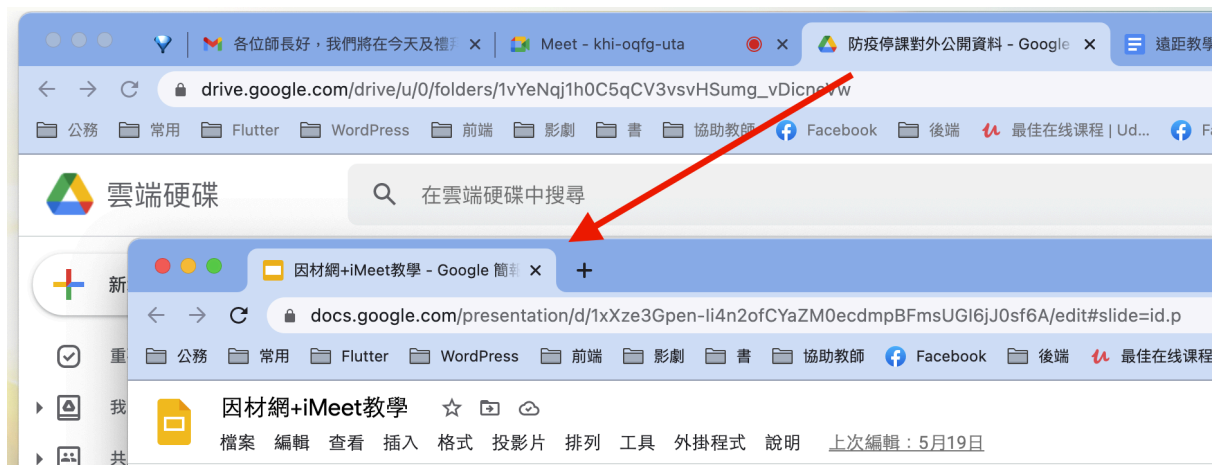 各位師長好,我們將在今天及禮 Meet - khi-oqfg-uta 防疫停課對外公開資料 - Google 遠距教學
drive.google.com/drive/u/0/folders/1vYeNqj1h0C5qCV3vsvHSumg_vDicneVw
公務 常用 Flutter WordPress 前端 影劇 書 協助教師 Facebook 後端 最佳在线课程 | Ud...
雲端硬碟 在雲端硬碟中搜尋
因材網+iMeet教學 - Google 簡報
新
docs.google.com/presentation/d/1xXze3Gpen-Ii4n2ofCYaZM0ecdmpBFmsUGI6jJ0sf6A/edit#slide=id.p
重
公務 常用 Flutter WordPress 前端 影劇 書 協助教師 Facebook 後端 最佳在线课程
我
因材網+iMeet教學
檔案 編輯 查看 插入 格式 投影片 排列 工具 外掛程式 說明 上次編輯:5月19日
共